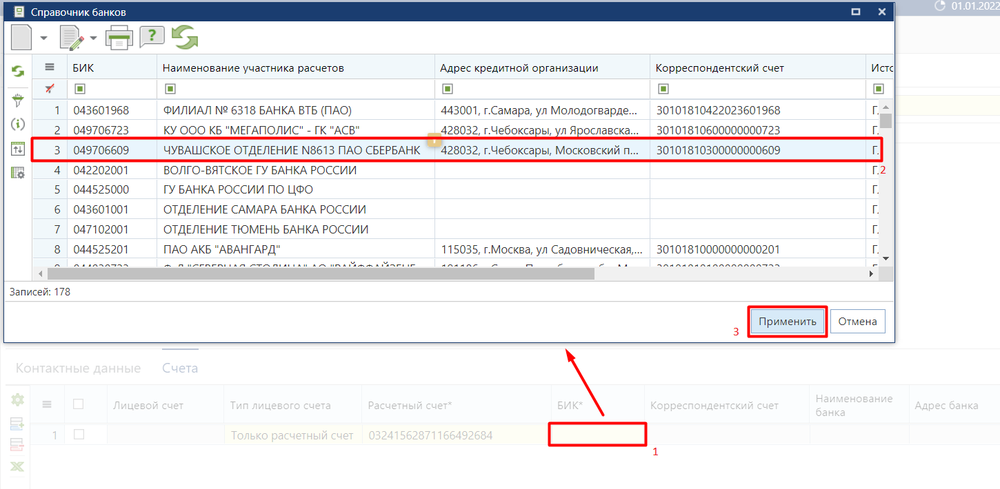 Справочник банков
01.01.2022
БИК Наименование участника расчетов Адрес кредитной организации Корреспондентский счет Исто
1 043601968 ФИЛИАЛ № 6318 БАНКА ВТБ (ПАО) 443001, г.Самара, ул Молодогварде... 30101810422023601968 Г.
2 049706723 КУ ООО КБ "МЕГАПОЛИС" - ГК "АСВ" 428032, г.Чебоксары, ул Ярославска... 30101810600000000723 Г.
3 049706609 ЧУВАШСКОЕ ОТДЕЛЕНИЕ N8613 ПАО СБЕРБАНК 428032, г.Чебоксары, Московский п... 30101810300000000609 Г.
2
4 042202001 ВОЛГО-ВЯТСКОЕ ГУ БАНКА РОССИИ Г.
5 044525000 ГУ БАНКА РОССИИ ПО ЦФО Г.
6 043601001 ОТДЕЛЕНИЕ САМАРА БАНКА РОССИИ Г.
7 047102001 ОТДЕЛЕНИЕ ТЮМЕНЬ БАНКА РОССИИ Г.
8 044525201 ПАО АКБ "АВАНГАРД" 115035, г.Москва, ул Садовническая,... 30101810000000000201 Г.
Записей: 178
3 Применить Отмена
Контактные данные Счета
Лицевой счет Тип лицевого счета Расчетный счет* БИК* Корреспондентский счет Наименование банка Адрес банка
1 Только расчетный счет 03241562871166492684
1